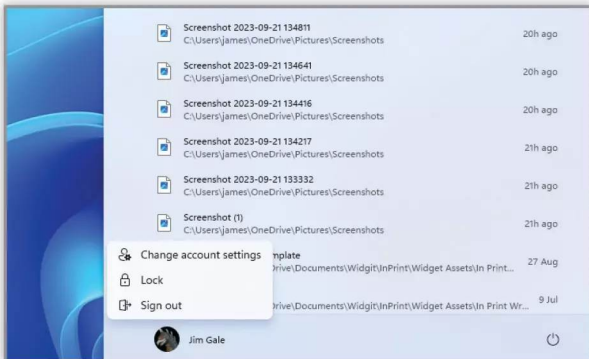 Screenshot 2023-09-21 134811
C:\Users\james\OneDrive\Pictures\Screenshots
20h ago
Screenshot 2023-09-21 134641
C:\Users\james\OneDrive\Pictures\Screenshots
20h ago
Screenshot 2023-09-21 134416
C:\Users\james\OneDrive\Pictures\Screenshots
20h ago
Screenshot 2023-09-21 134217
C:\Users\james\OneDrive\Pictures\Screenshots
21h ago
Screenshot 2023-09-21 133332
C:\Users\james\OneDrive\Pictures\Screenshots
21h ago
Screenshot (1)
C:\Users\james\OneDrive\Pictures\Screenshots
21h ago
Change account settings
Lock
Sign out
mplate
Drive\Documents\Widgit\InPrint\Widget Assets\In Print...
27 Aug
Drive\Documents\Widgit\InPrint\Widget Assets\In Print Wr...
9 Jul
Jim Gale